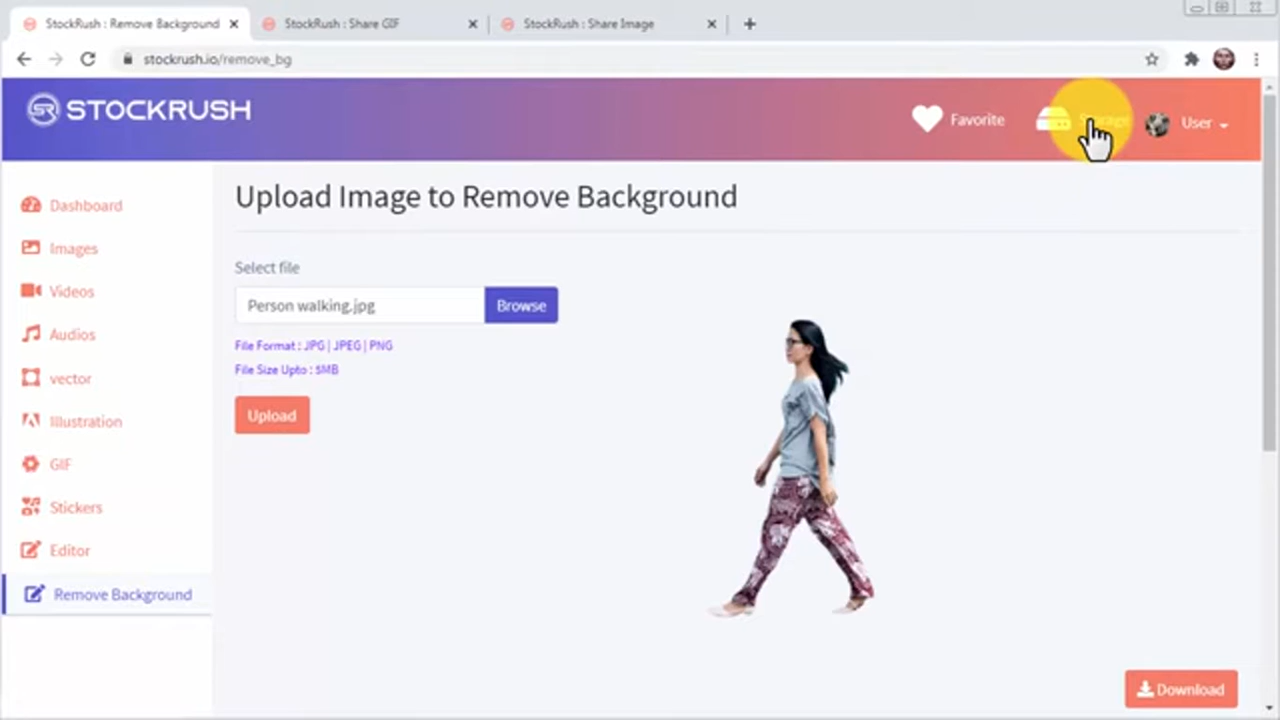 StockRush : Remove Background
StockRush : Share GIF
StockRush : Share Image
stockrush.io/remove_bg
STOCKRUSH
Favorite
Storage
User
Dashboard
Images
Videos
Audios
vector
Illustration
GIF
Stickers
Editor
Remove Background
Upload Image to Remove Background
Select file
Person walking.jpg
Browse
File Format : JPG | JPEG | PNG
File Size Upto : 5MB
Upload
Download